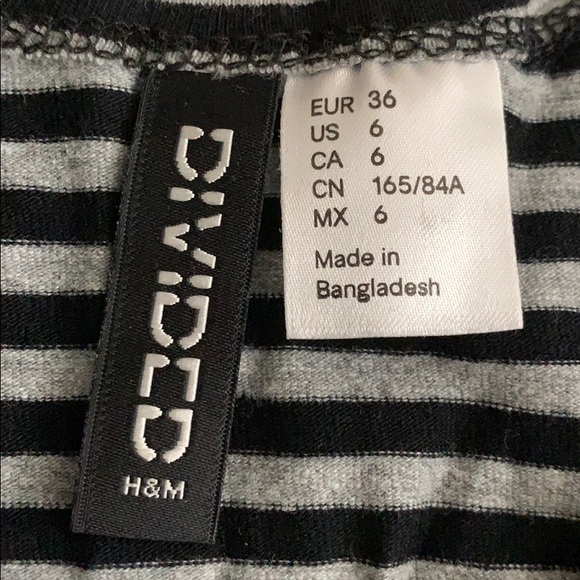 DIVIDED
H&M
EUR 36
US 6
CA 6
CN 165/84A
MX 6
Made in
Bangladesh